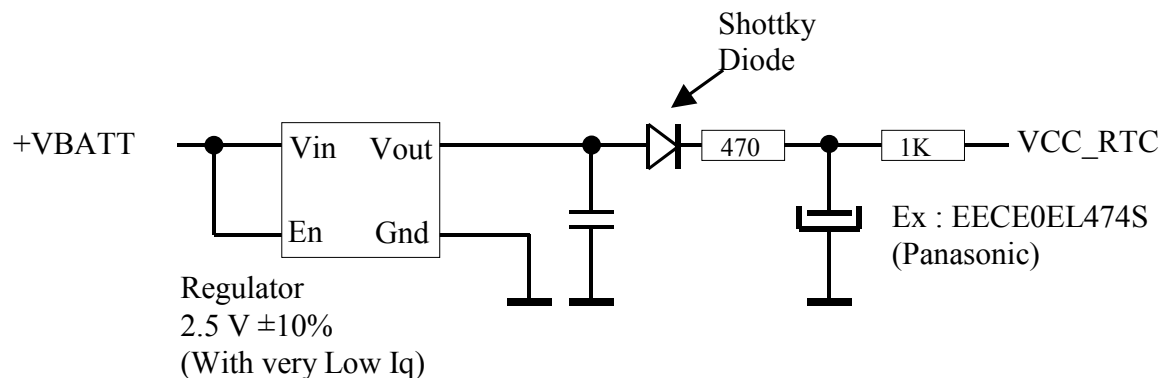 Shottky
Diode
+VBATT
Vin
Vout
470
1K
VCC_RTC
En
Gnd
Ex : EECE0EL474S
(Panasonic)
Regulator
2.5 V ±10%
(With very Low Iq)